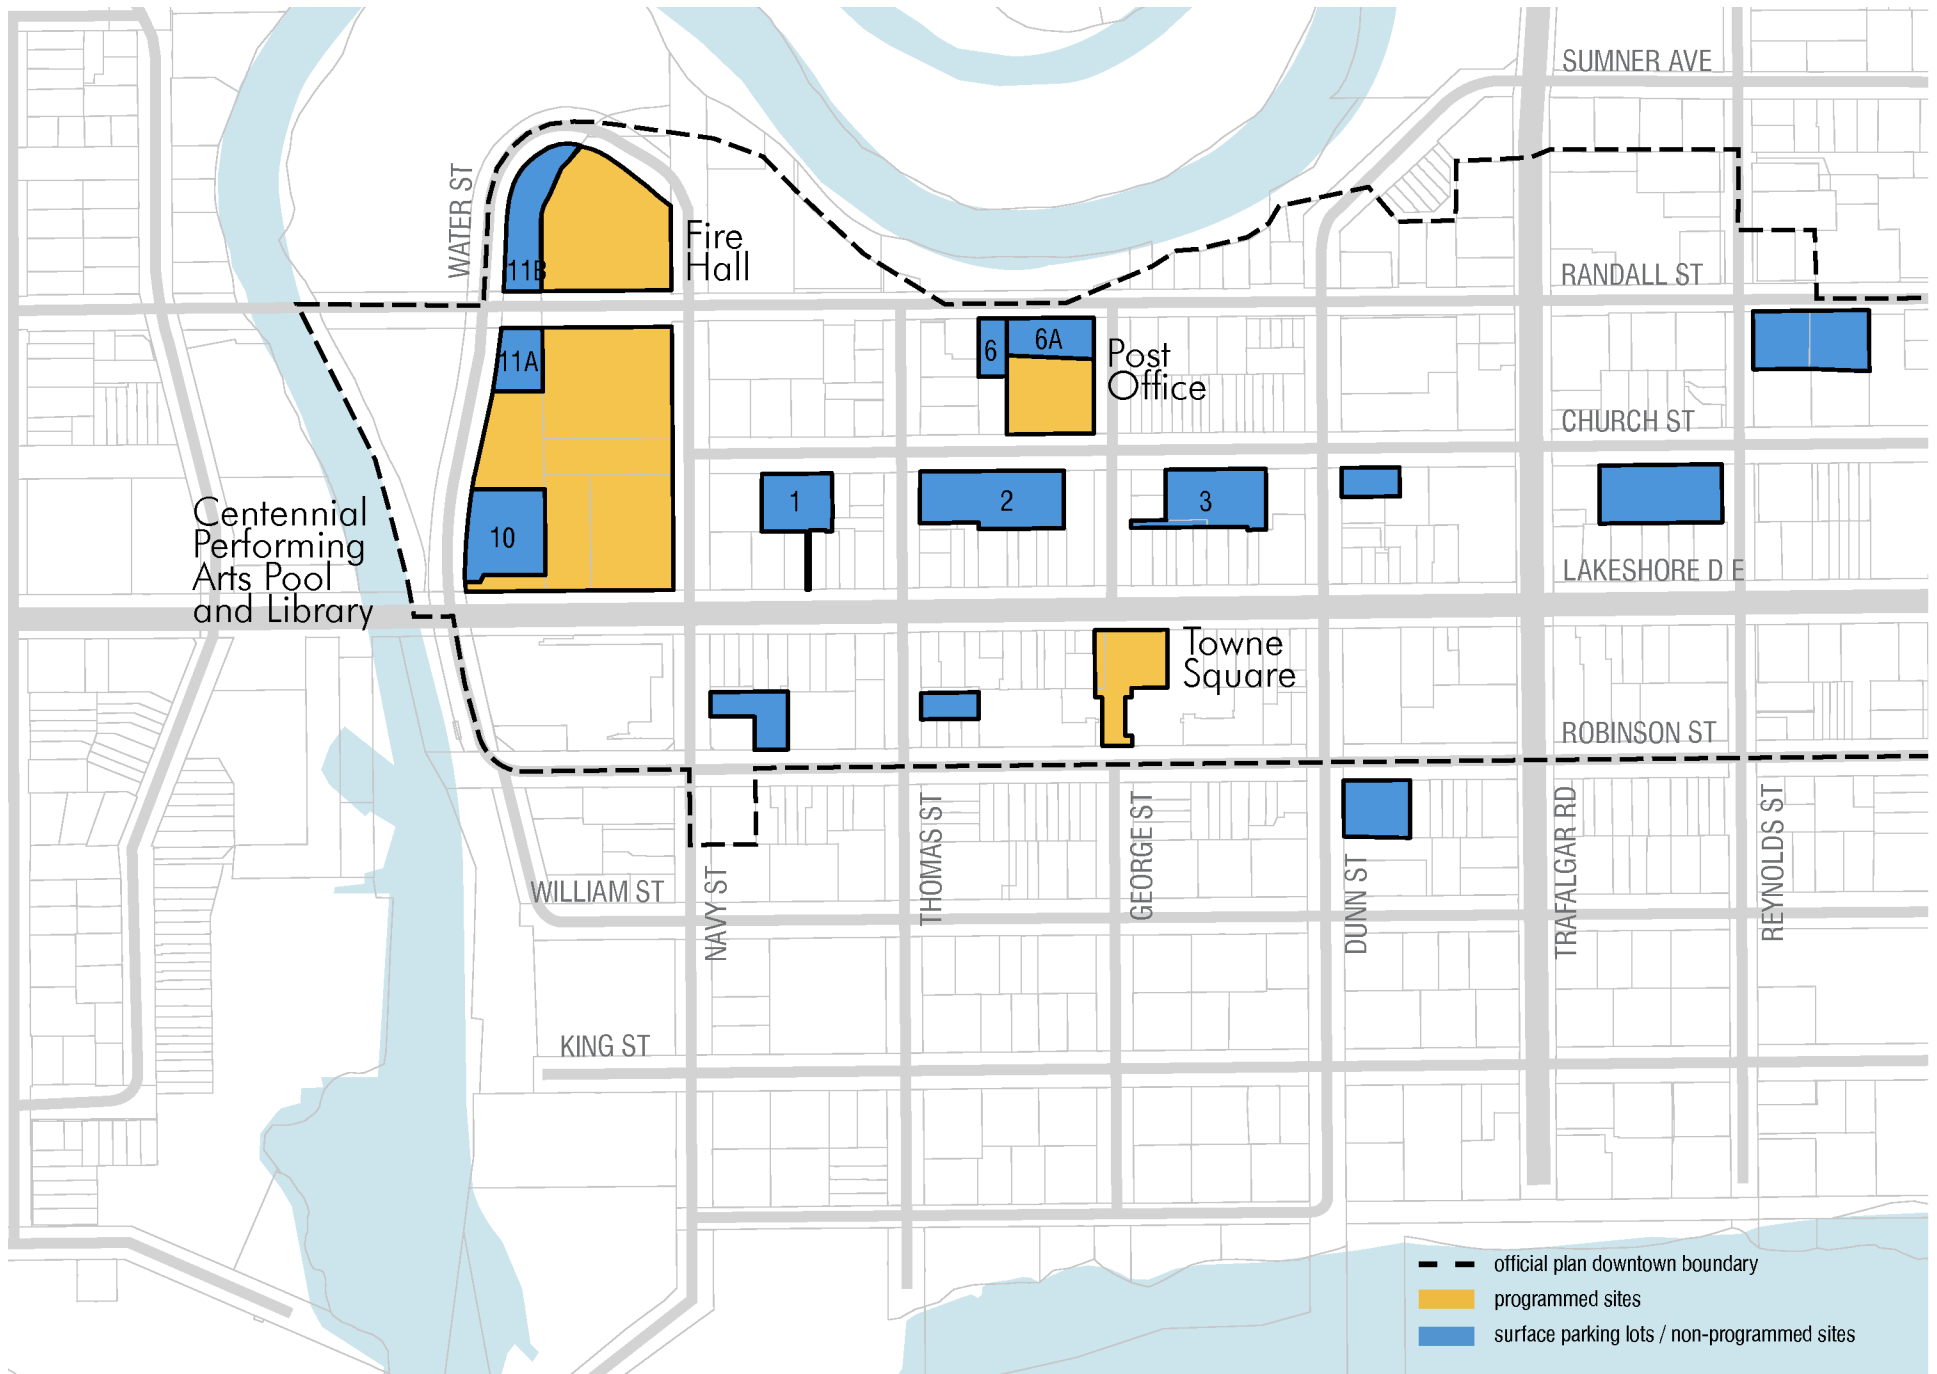 SUMNER AVE
WATER ST
Fire
Hall
11B
RANDALL ST
11A
6
6A
Post
Office
CHURCH ST
1
2
3
10
Centennial
Performing
Arts Pool
and Library
LAKESHORE D E
Towne
Square
ROBINSON ST
THOMAS ST
GEORGE ST
TRAFALGAR RD
REYNOLDS ST
WILLIAM ST
NAVY ST
DUNN ST
KING ST
official plan downtown boundary
programmed sites
surface parking lots / non-programmed sites